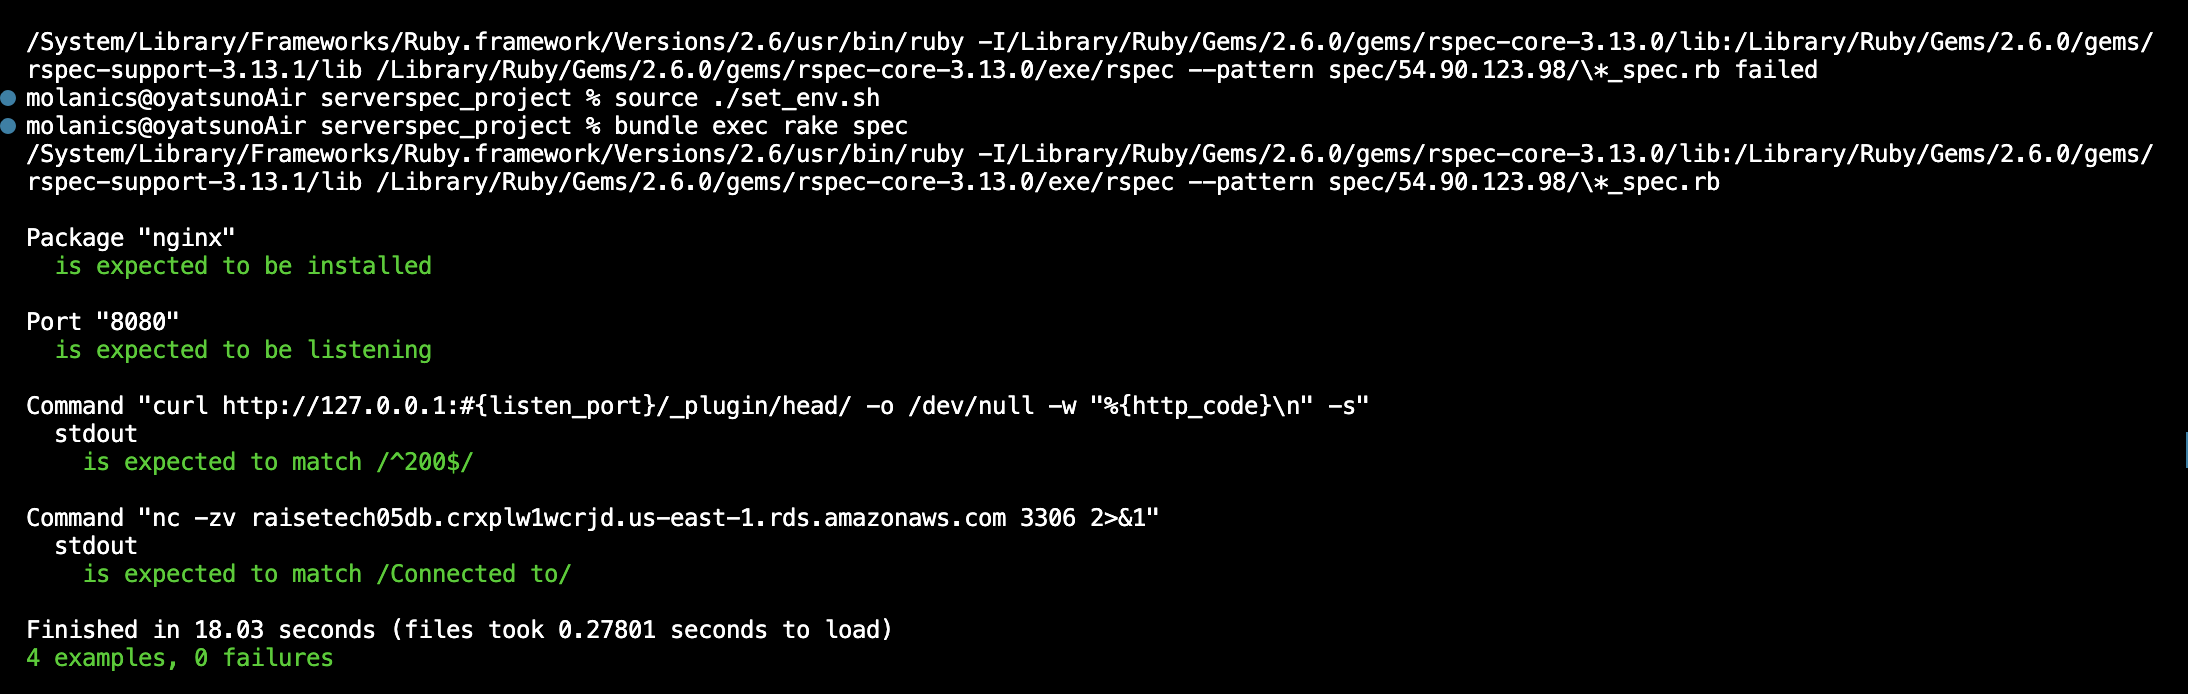 /System/Library/Frameworks/Ruby.framework/Versions/2.6/usr/bin/ruby -I/Library/Ruby/Gems/2.6.0/gems/rspec-core-3.13.0/lib:/Library/Ruby/Gems/2.6.0/gems/
rspec-support-3.13.1/lib /Library/Ruby/Gems/2.6.0/gems/rspec-core-3.13.0/exe/rspec --pattern spec/54.90.123.98/\*_spec.rb failed
molanics@oyatsunoAir serverspec_project % source ./set_env.sh
molanics@oyatsunoAir serverspec_project % bundle exec rake spec
/System/Library/Frameworks/Ruby.framework/Versions/2.6/usr/bin/ruby -I/Library/Ruby/Gems/2.6.0/gems/rspec-core-3.13.0/lib:/Library/Ruby/Gems/2.6.0/gems/
rspec-support-3.13.1/lib /Library/Ruby/Gems/2.6.0/gems/rspec-core-3.13.0/exe/rspec --pattern spec/54.90.123.98/\*_spec.rb

Package "nginx"
  is expected to be installed

Port "8080"
  is expected to be listening

Command "curl http://127.0.0.1:#{listen_port}/_plugin/head/ -o /dev/null -w "%{http_code}\n" -s"
  stdout
    is expected to match /^200$/

Command "nc -zv raisetech05db.crxplw1wcrjd.us-east-1.rds.amazonaws.com 3306 2>&1"
  stdout
    is expected to match /Connected to/

Finished in 18.03 seconds (files took 0.27801 seconds to load)
4 examples, 0 failures